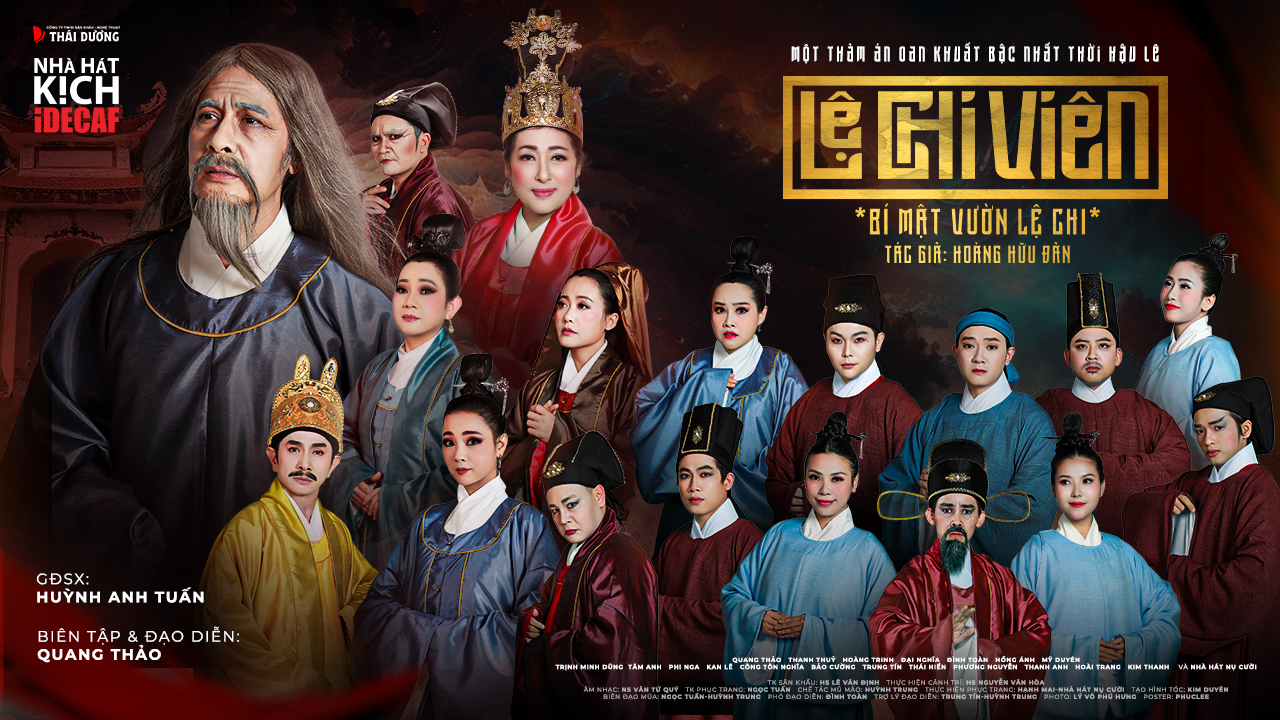 CÔNG TY TNHH SÂN KHẤU - NGHỆ THUẬT
THÁI DƯƠNG
NHÀ HÁT
KỊCH
iDECAF
MỘT THẢM ÁN OAN KHUẤT BẬC NHẤT THỜI HẬU LÊ
LỆ CHI VIÊN
*BÍ MẬT VƯỜN LỆ CHI*
TÁC GIẢ: HOÀNG HỮU ĐẢN
GĐSX:
HUỲNH ANH TUẤN
BIÊN TẬP & ĐẠO DIỄN:
QUANG THẢO
QUANG THẢO THANH THUỶ HOÀNG TRINH ĐẠI NGHĨA ĐÌNH TOÀN HỒNG ÁNH MỸ DUYÊN
TRỊNH MINH DŨNG TÂM ANH PHI NGA KAN LÊ CÔNG TÔN NGHĨA BẢO CƯỜNG TRUNG TÍN THÁI HIỀN PHƯƠNG NGUYỄN THANH ANH HOÀI TRANG KIM THANH VÀ NHÀ HÁT NỤ CƯỜI
TK SÂN KHẤU: HS LÊ VĂN ĐỊNH THỰC HIỆN CẢNH TRÍ: HS NGUYỄN VĂN HÒA
ÂM NHẠC: NS VĂN TỨ QUÝ TK PHỤC TRANG: NGỌC TUẤN CHẾ TÁC MŨ MÃO: HUỲNH TRUNG THỰC HIỆN PHỤC TRANG: HẠNH MAI-NHÀ HÁT NỤ CƯỜI TẠO HÌNH TÓC: KIM DUYÊN
BIÊN ĐẠO MÚA: NGỌC TUẤN-HUỲNH TRUNG PHÓ ĐẠO DIỄN: ĐÌNH TOÀN TRỢ LÝ ĐẠO DIỄN: TRUNG TÍN-HUỲNH TRUNG PHOTO: LÝ VÕ PHÚ HƯNG POSTER: PHUCLEE